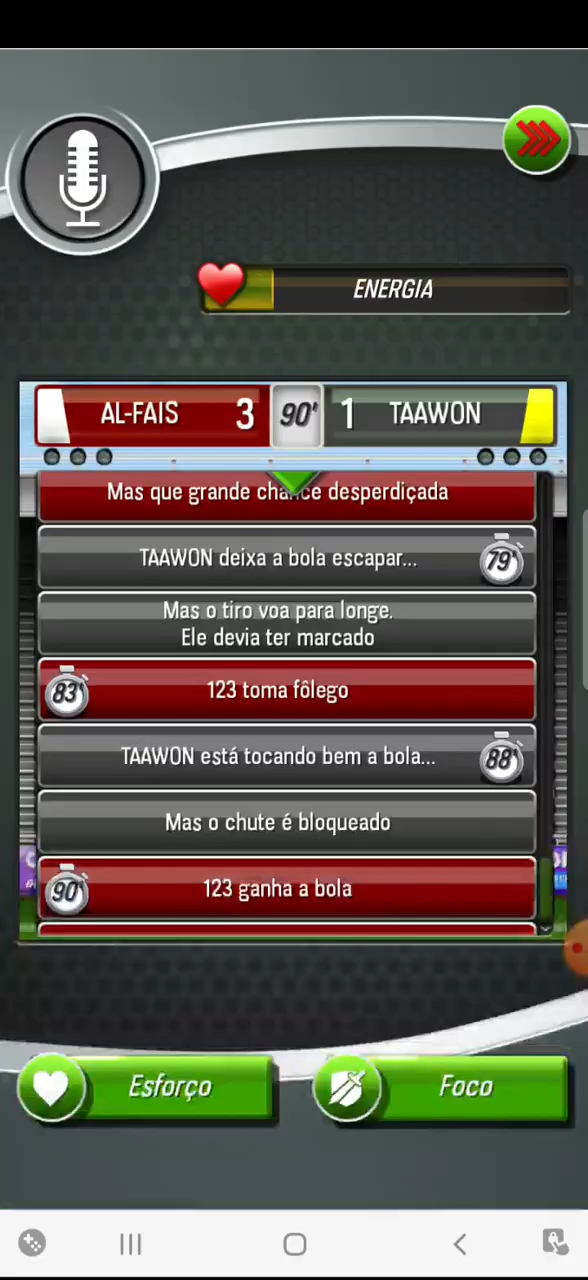 ENERGIA
AL-FAIS 3 90' 1 TAAWON
Mas que grande chance desperdiçada
TAAWON deixa a bola escapar... 79'
Mas o tiro voa para longe.
Ele devia ter marcado
83' 123 toma fôlego
TAAWON está tocando bem a bola... 88'
Mas o chute é bloqueado
90' 123 ganha a bola
Esforço
Foco